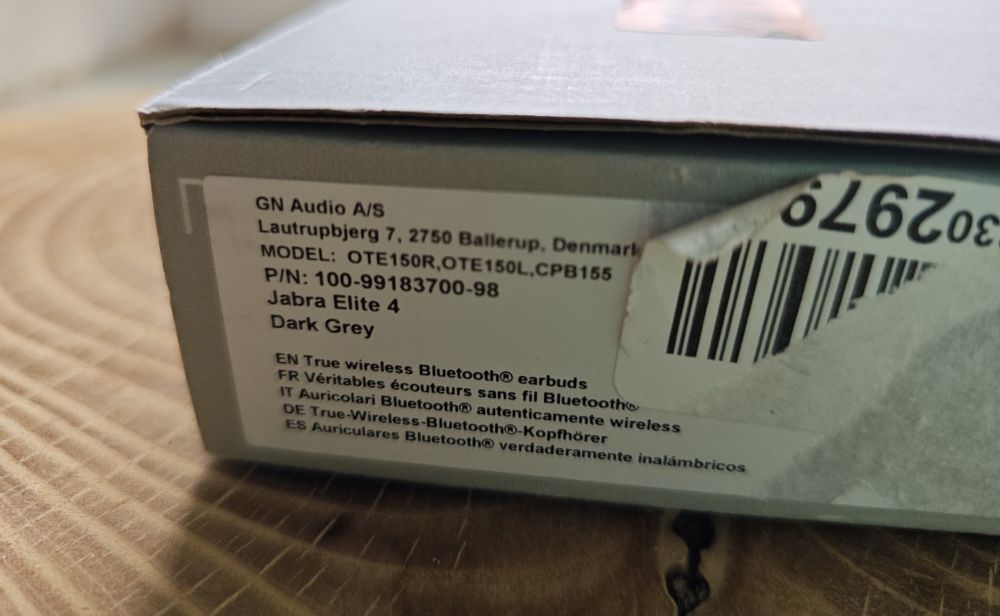 GN Audio A/S
Lautrupbjerg 7, 2750 Ballerup, Denmark
MODEL: OTE150R,OTE150L,CPB155
P/N: 100-99183700-98
Jabra Elite 4
Dark Grey
EN True wireless Bluetooth® earbuds
FR Véritables écouteurs sans fil Bluetooth®
IT Auricolari Bluetooth® autenticamente wireless
DE True-Wireless-Bluetooth®-Kopfhörer
ES Auriculares Bluetooth® verdaderamente inalámbricos